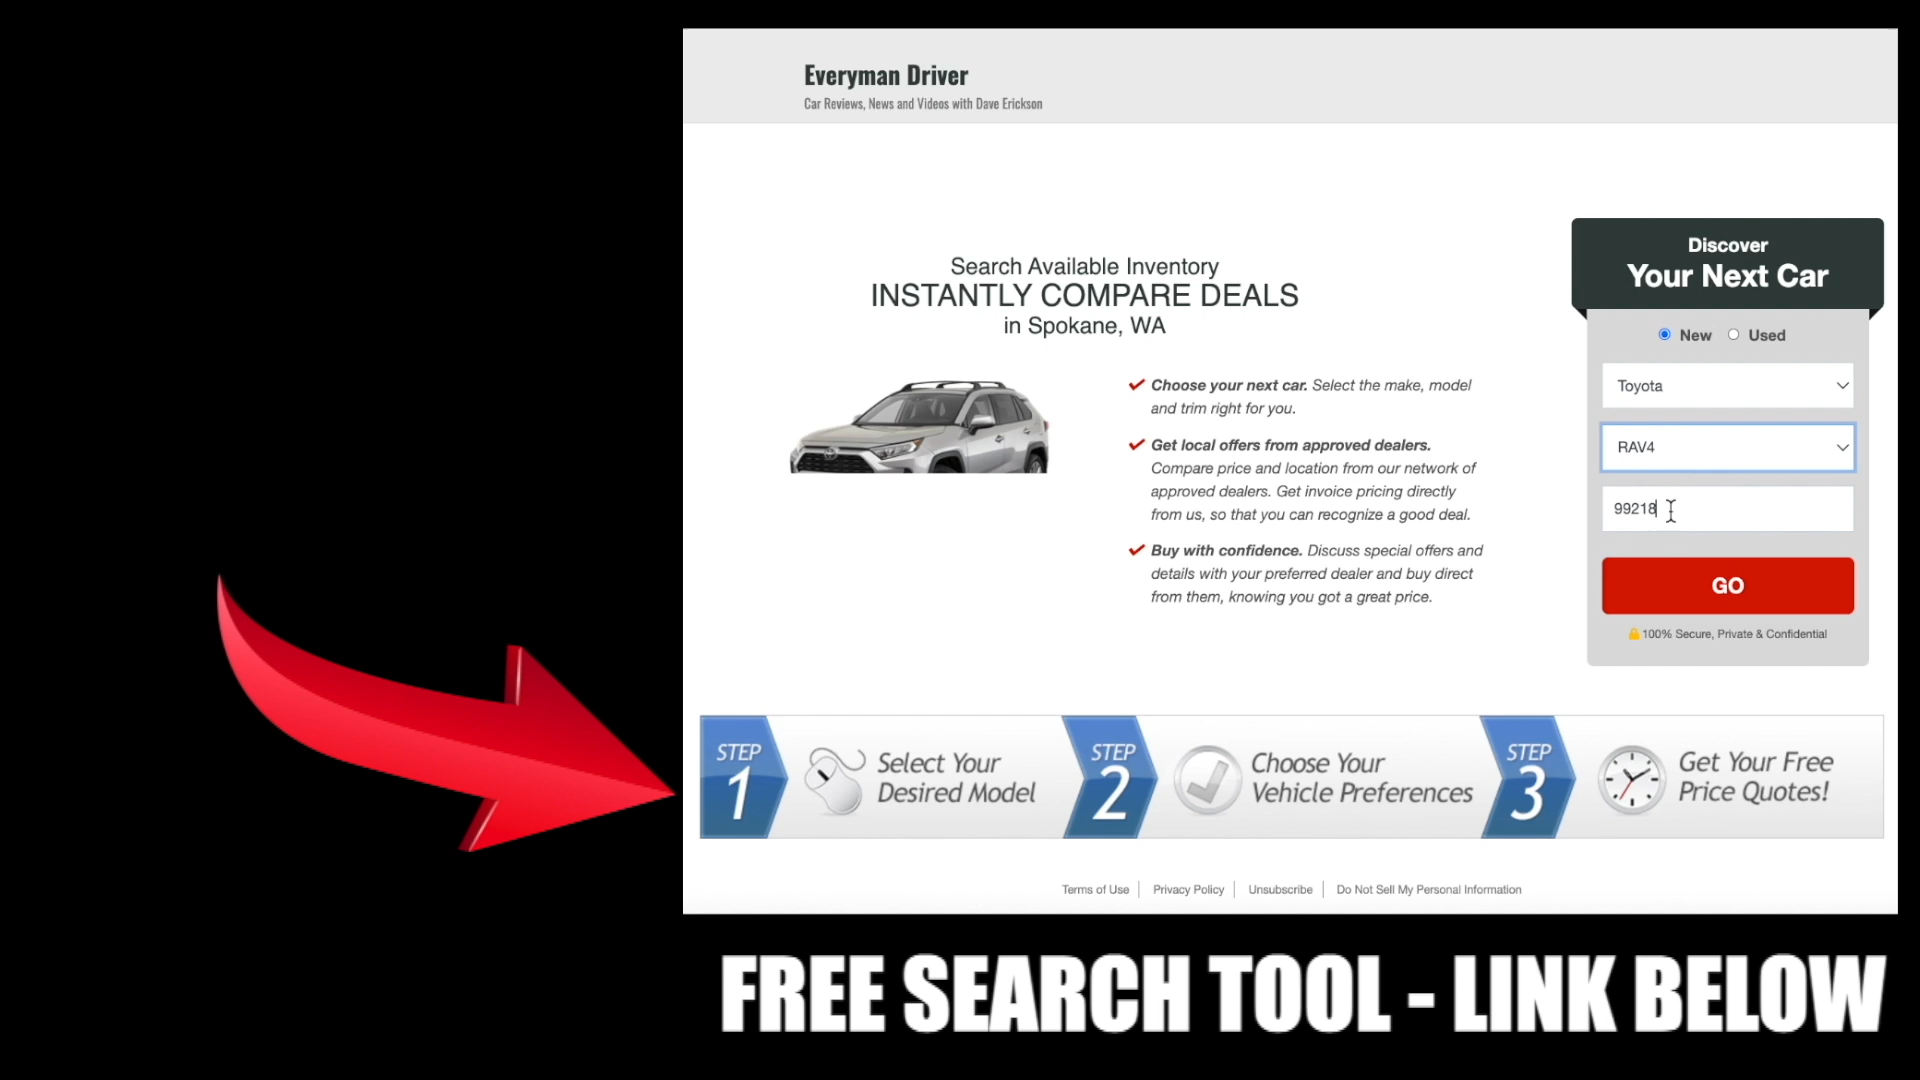 Everyman Driver
Car Reviews, News and Videos with Dave Erickson
Search Available Inventory
INSTANTLY COMPARE DEALS
in Spokane, WA
Choose your next car. Select the make, model
and trim right for you.
Get local offers from approved dealers.
Compare price and location from our network of
approved dealers. Get invoice pricing directly
from us, so that you can recognize a good deal.
Buy with confidence. Discuss special offers and
details with your preferred dealer and buy direct
from them, knowing you got a great price.
Discover
Your Next Car
New Used
Toyota
RAV4
99218
GO
100% Secure, Private & Confidential
STEP
1
Select Your
Desired Model
STEP
2
Choose Your
Vehicle Preferences
STEP
3
Get Your Free
Price Quotes!
Terms of Use
Privacy Policy
Unsubscribe
Do Not Sell My Personal Information
FREE SEARCH TOOL - LINK BELOW